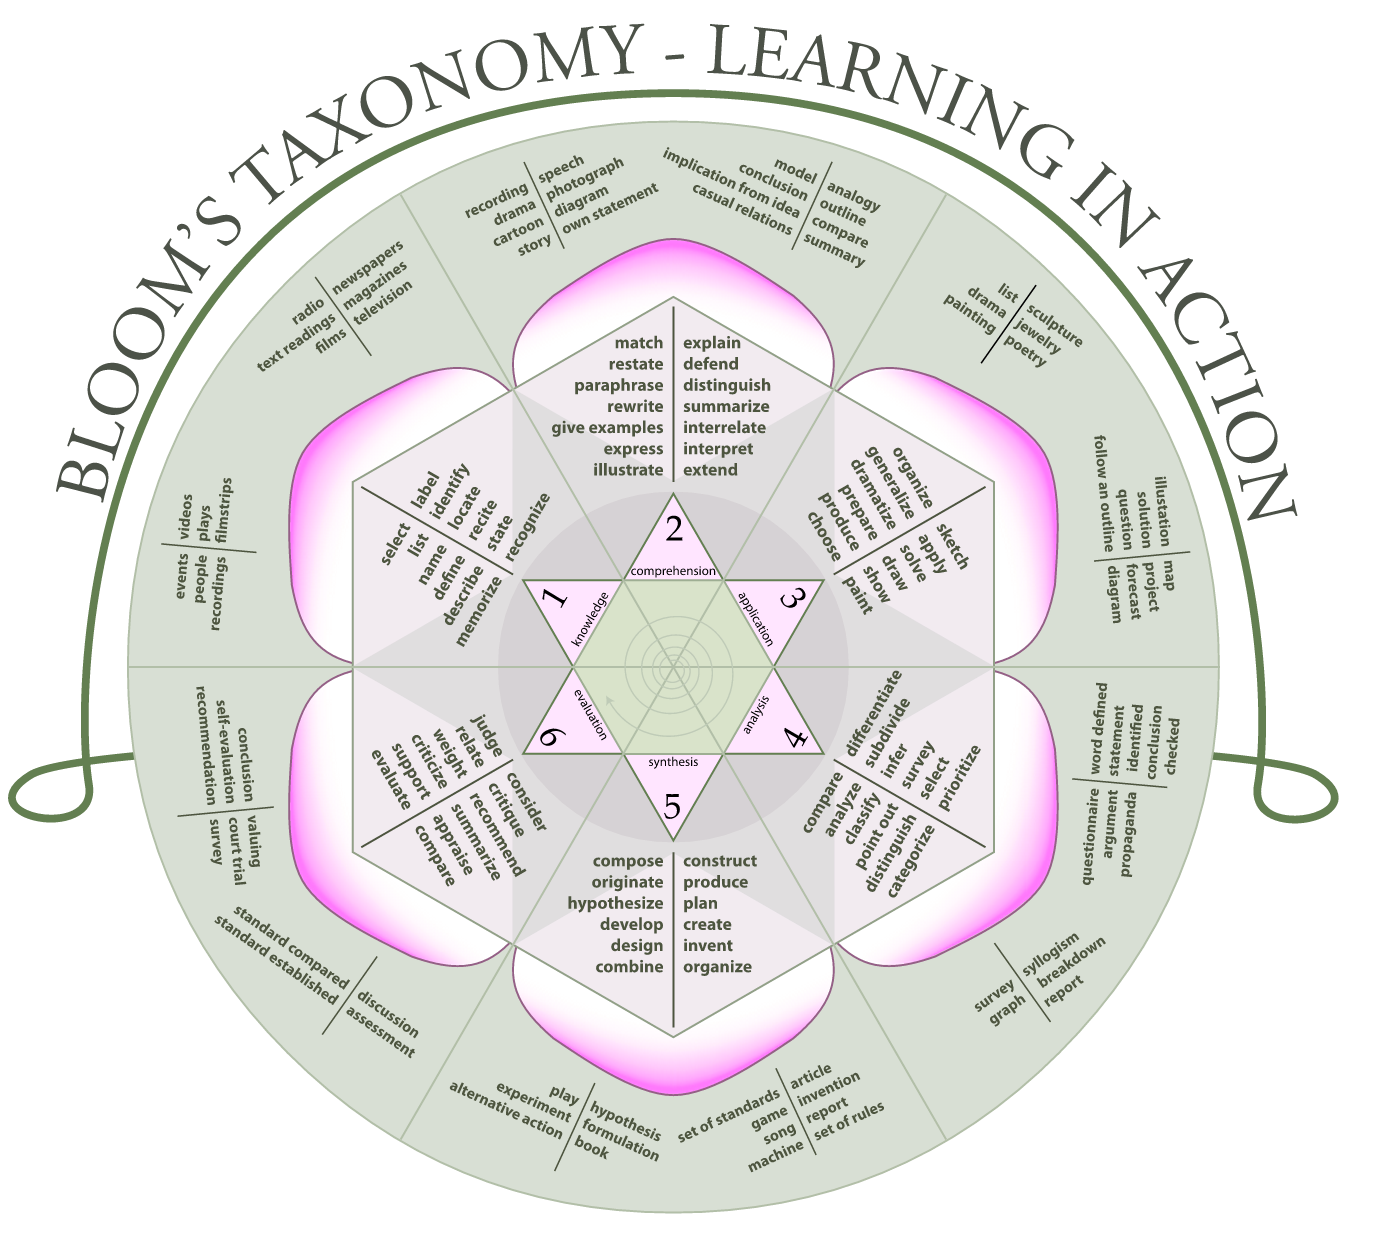 BLOOM'S TAXONOMY - LEARNING IN ACTION
recording
drama
cartoon
story
speech
photograph
diagram
own statement
model
conclusion
implication from idea
casual relations
analogy
outline
compare
summary
list
drama
painting
sculpture
jewelry
poetry
illustation
solution
question
follow an outline
map
project
forecast
diagram
word defined
statement
identified
conclusion
checked
questionnaire
argument
propaganda
survey
graph
syllogism
breakdown
report
set of standards
game
song
machine
article
invention
report
set of rules
play
experiment
alternative action
hypothesis
formulation
book
standard compared
standard established
discussion
assessment
conclusion
self-evaluation
recommendation
valuing
court trial
survey
videos
plays
filmstrips
events
people
recordings
radio
text readings
films
newspapers
magazines
television
1
knowledge
label
identify
locate
recite
state
recognize
select
list
name
define
describe
memorize
2
comprehension
match
restate
paraphrase
rewrite
give examples
express
illustrate
explain
defend
distinguish
summarize
interrelate
interpret
extend
3
application
organize
generalize
dramatize
prepare
produce
choose
sketch
apply
solve
draw
show
paint
4
analysis
differentiate
subdivide
infer
survey
select
prioritize
compare
analyze
classify
point out
distinguish
categorize
5
synthesis
compose
originate
hypothesize
develop
design
combine
construct
produce
plan
create
invent
organize
6
evaluation
judge
relate
weight
criticize
support
evaluate
consider
critique
recommend
summarize
appraise
compare